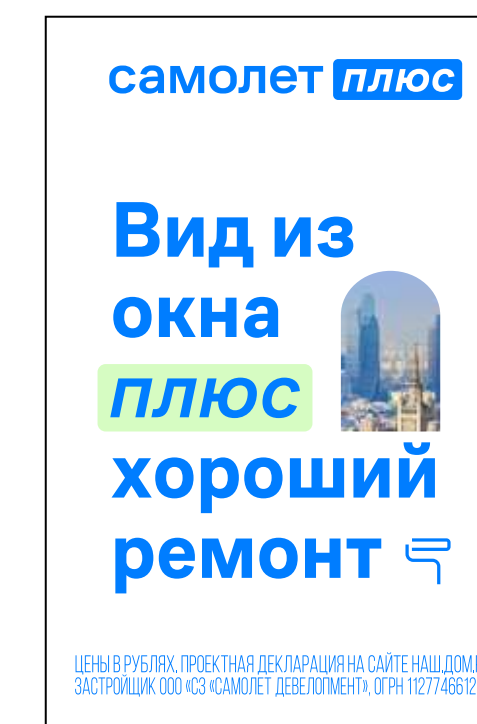 самолет плюс
Вид из
окна
плюс
хороший
ремонт
ЦЕНЫ В РУБЛЯХ, ПРОЕКТНАЯ ДЕКЛАРАЦИЯ НА САЙТЕ НАШ,ДОМ,
ЗАСТРОЙЩИК ООО «СЗ «САМОЛЕТ ДЕВЕЛОПМЕНТ», ОГРН 1127746612